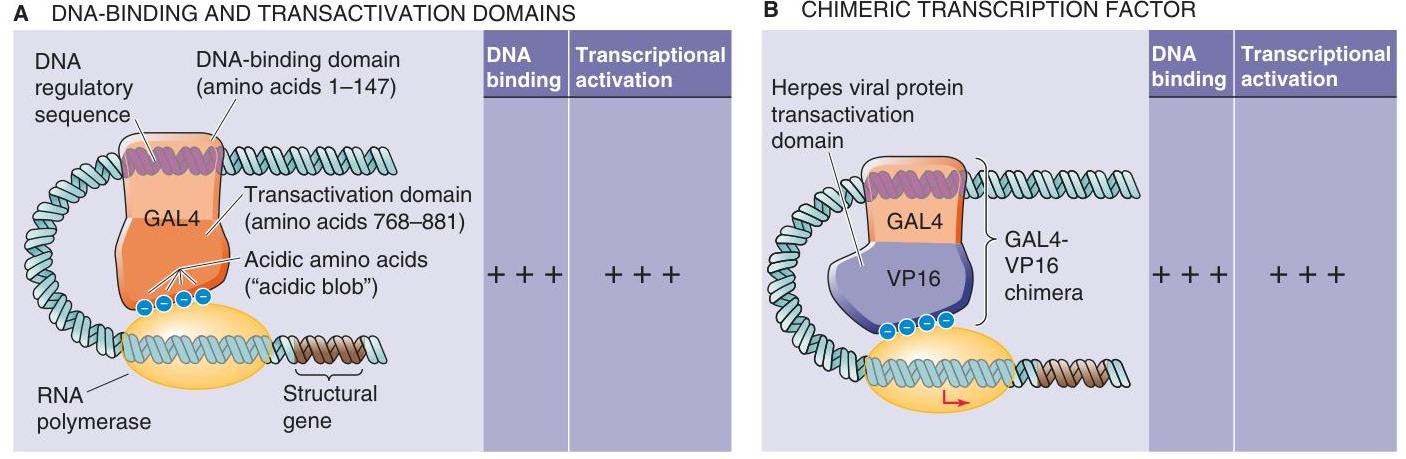 A DNA-BINDING AND TRANSACTIVATION DOMAINS
DNA
regulatory
sequence
DNA-binding domain
(amino acids 1–147)
DNA
binding
Transcriptional
activation
GAL4
Transactivation domain
(amino acids 768–881)
Acidic amino acids
(“acidic blob”)
+ + +
+ + +
− − − −
RNA
polymerase
Structural
gene
B CHIMERIC TRANSCRIPTION FACTOR
Herpes viral protein
transactivation
domain
DNA
binding
Transcriptional
activation
GAL4
VP16
GAL4-
VP16
chimera
+ + +
+ + +
− − − −